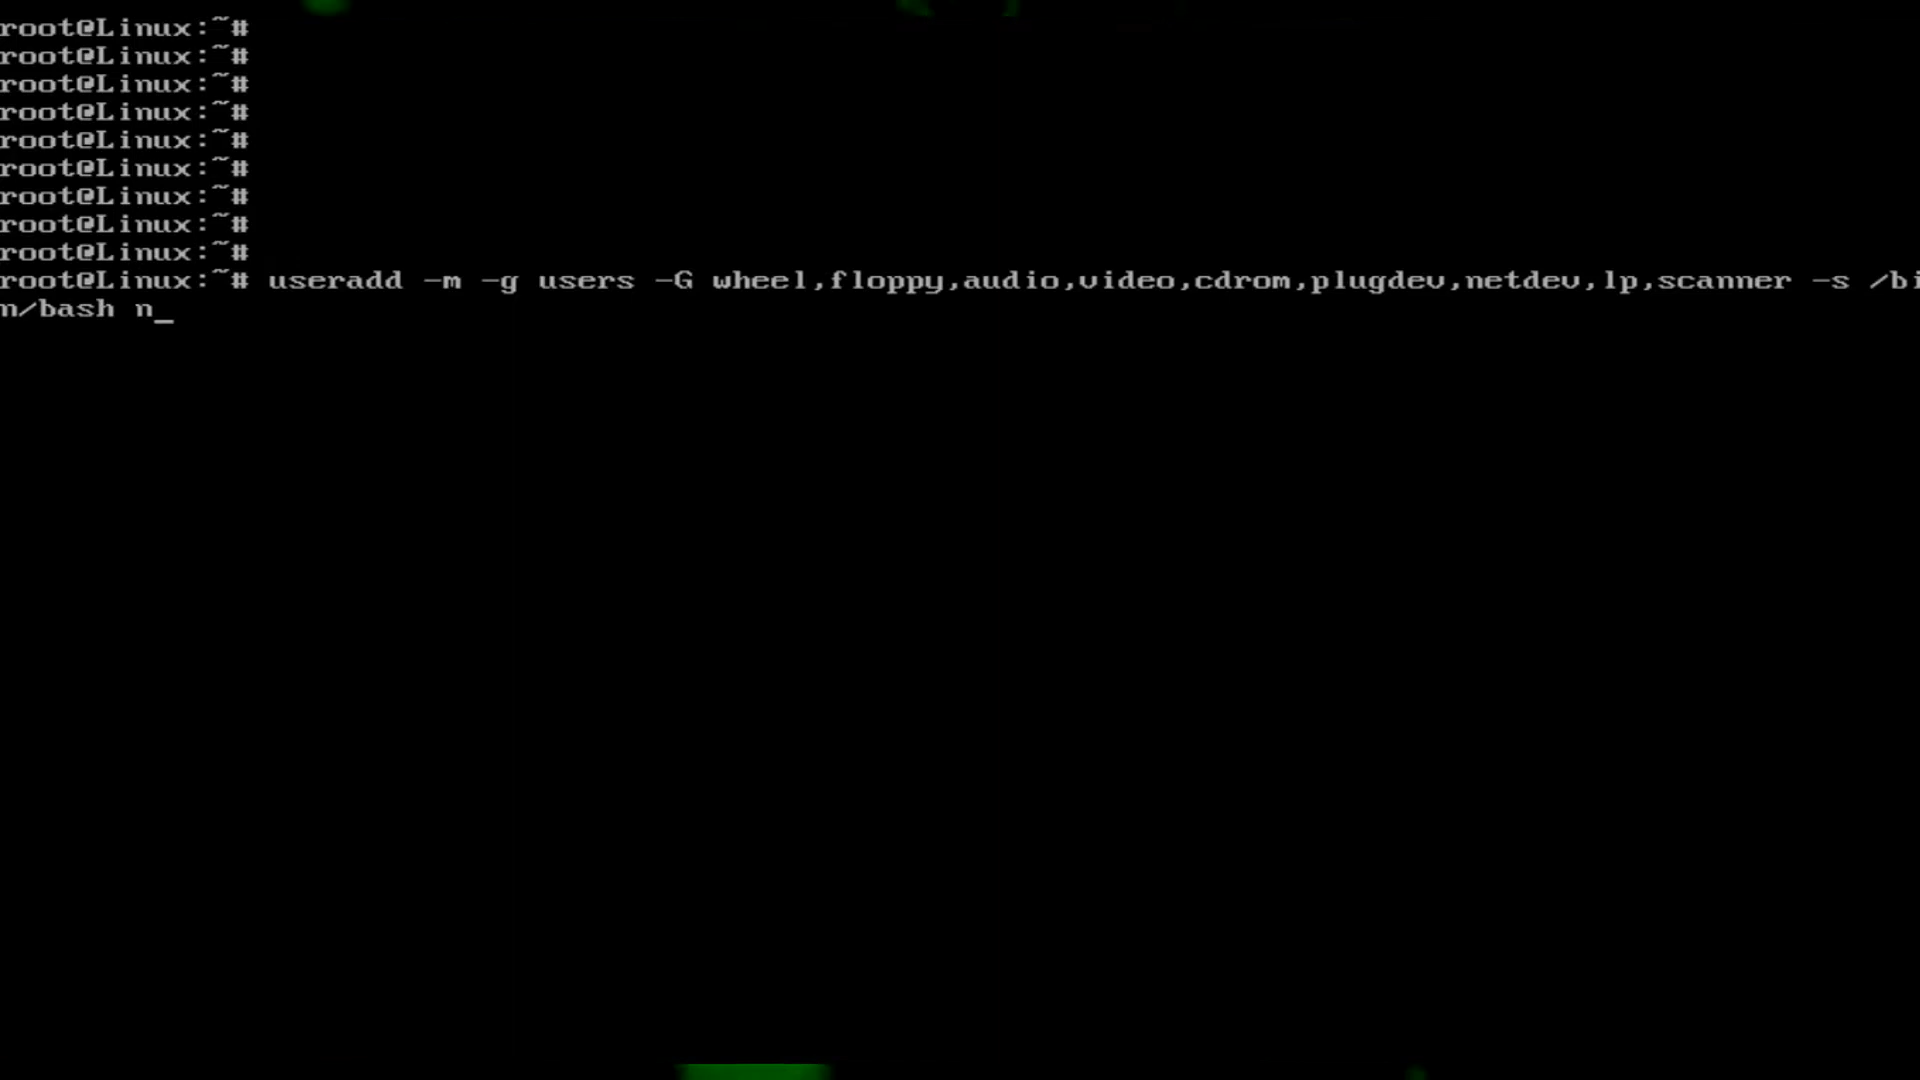 root@Linux:~#
root@Linux:~#
root@Linux:~#
root@Linux:~#
root@Linux:~#
root@Linux:~#
root@Linux:~#
root@Linux:~#
root@Linux:~#
root@Linux:~# useradd -m -g users -G wheel,floppy,audio,video,cdrom,plugdev,netdev,lp,scanner -s /bi
n/bash n_